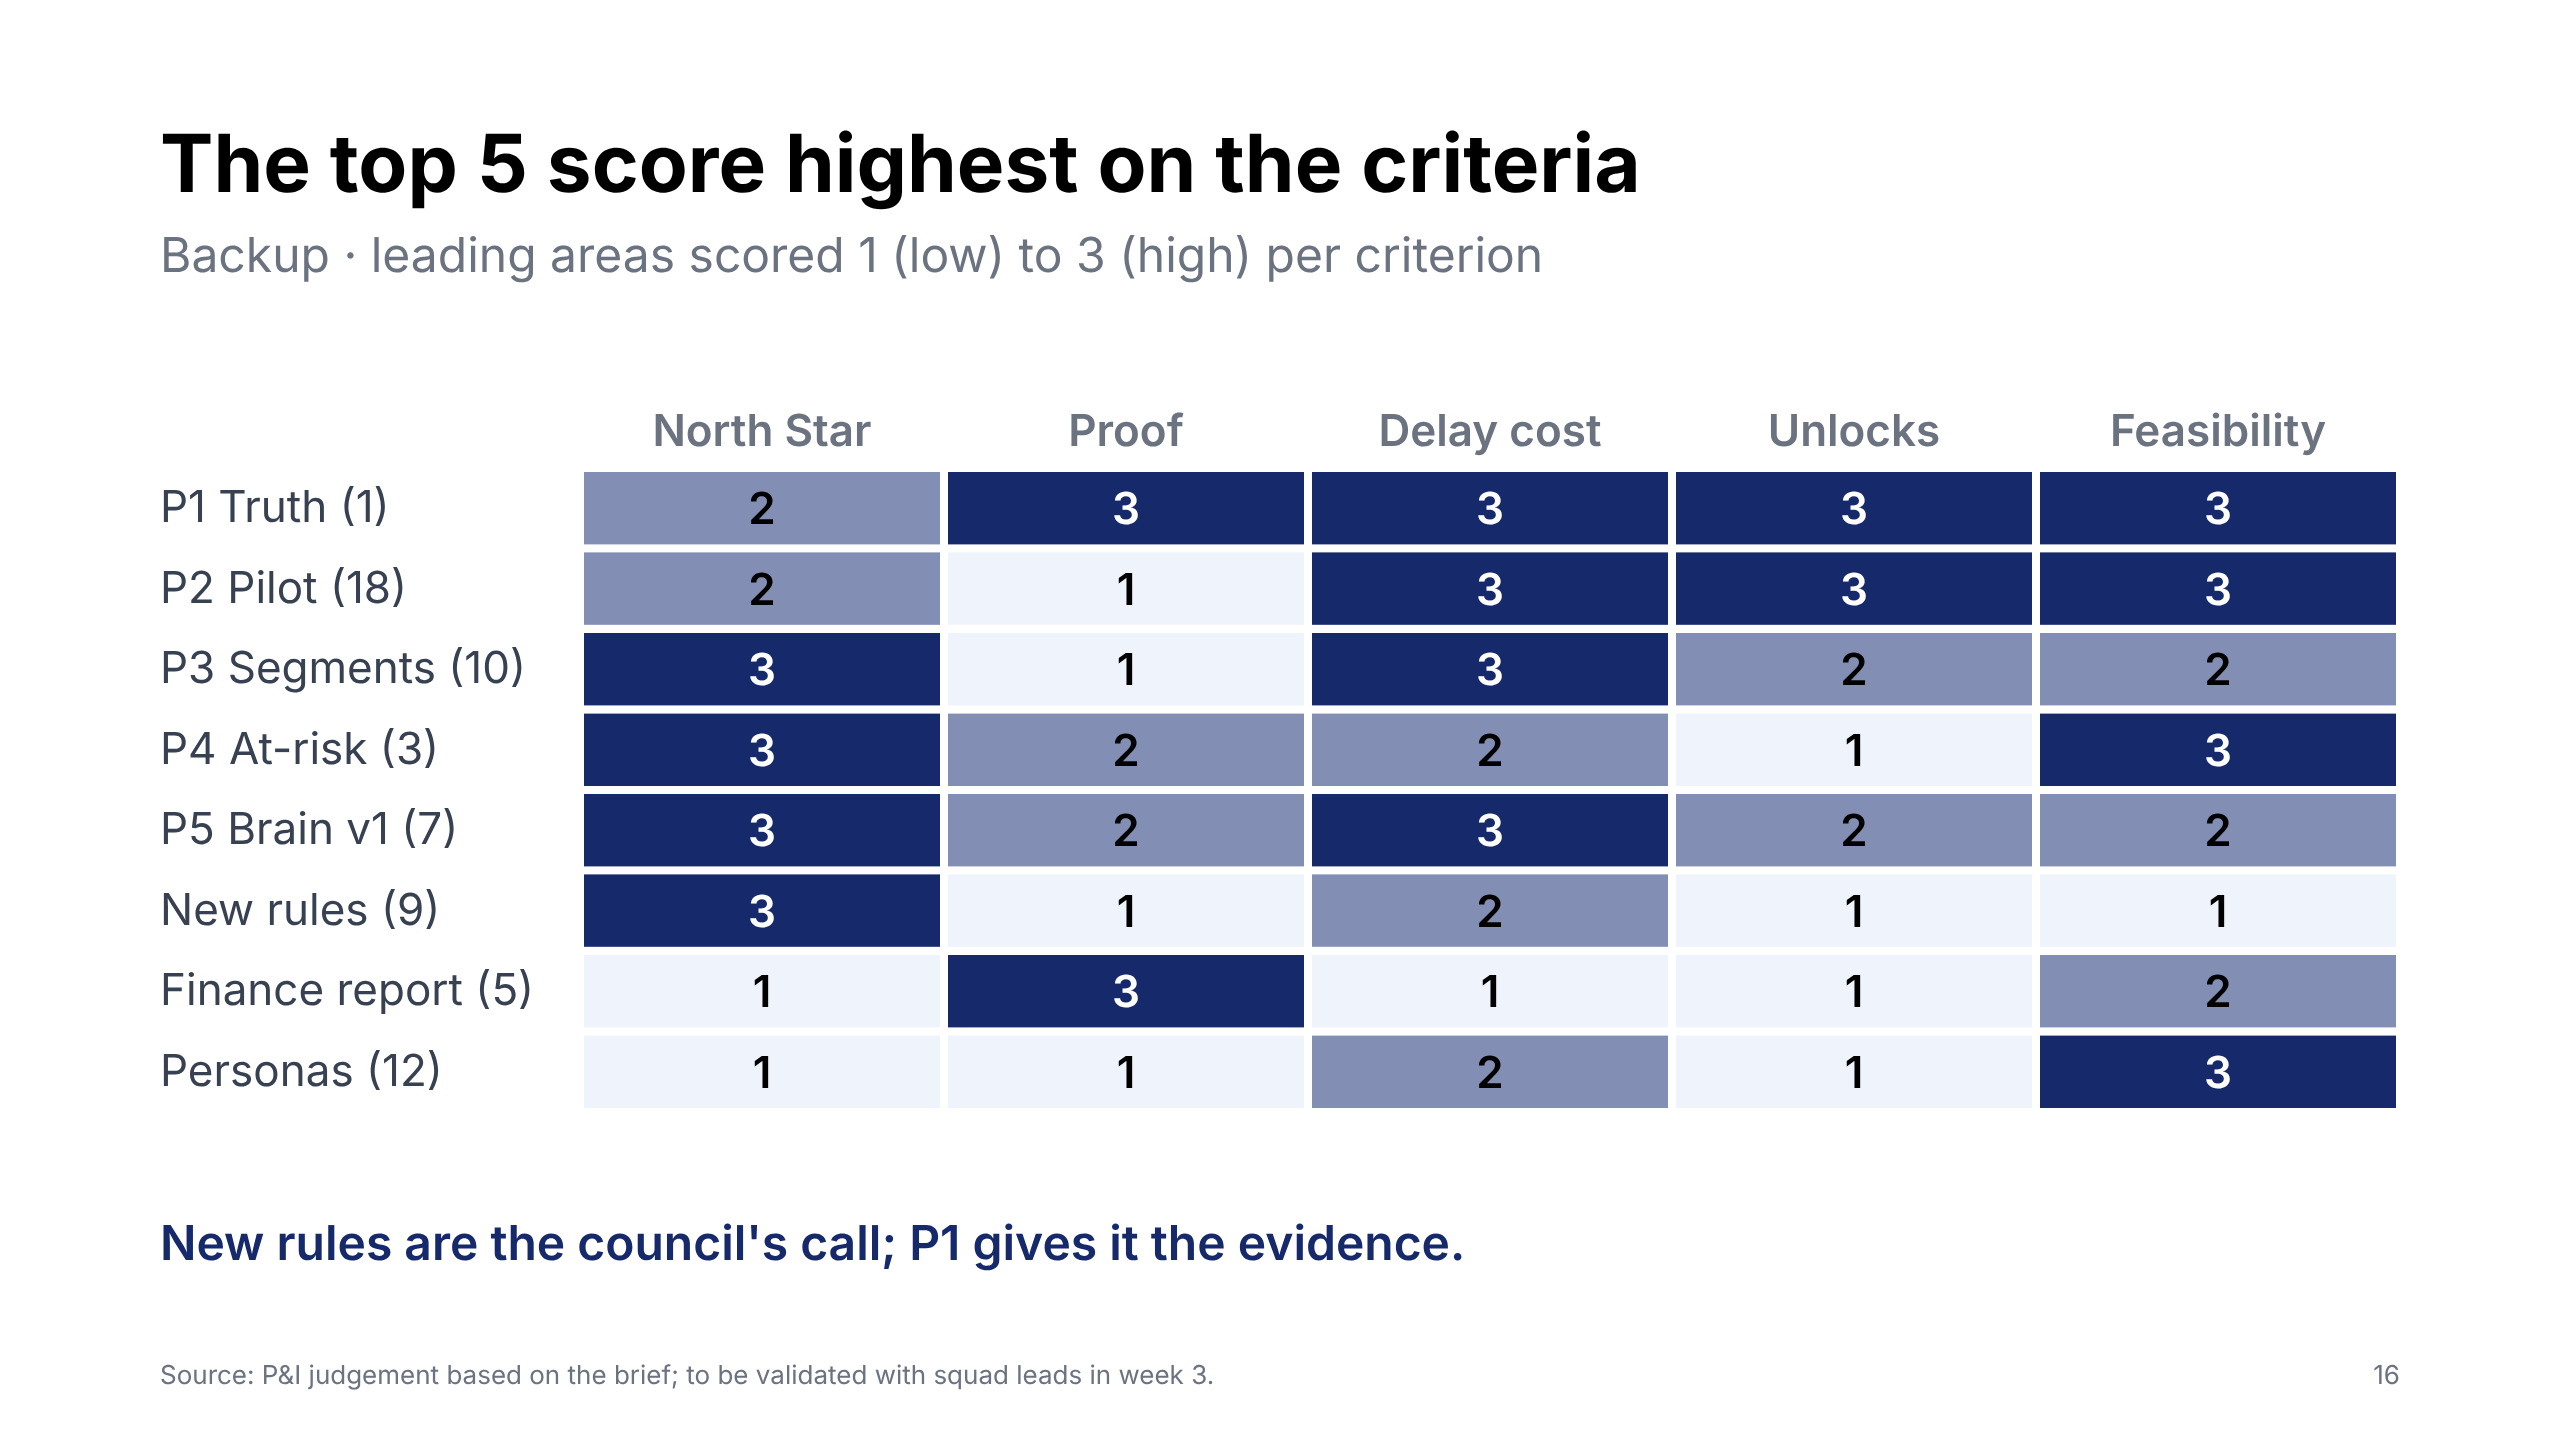 The top 5 score highest on the criteria
Backup · leading areas scored 1 (low) to 3 (high) per criterion
North Star Proof Delay cost Unlocks Feasibility
P1 Truth (1) 2 3 3 3 3
P2 Pilot (18) 2 1 3 3 3
P3 Segments (10) 3 1 3 2 2
P4 At-risk (3) 3 2 2 1 3
P5 Brain v1 (7) 3 2 3 2 2
New rules (9) 3 1 2 1 1
Finance report (5) 1 3 1 1 2
Personas (12) 1 1 2 1 3
New rules are the council's call; P1 gives it the evidence.
Source: P&I judgement based on the brief; to be validated with squad leads in week 3.
16